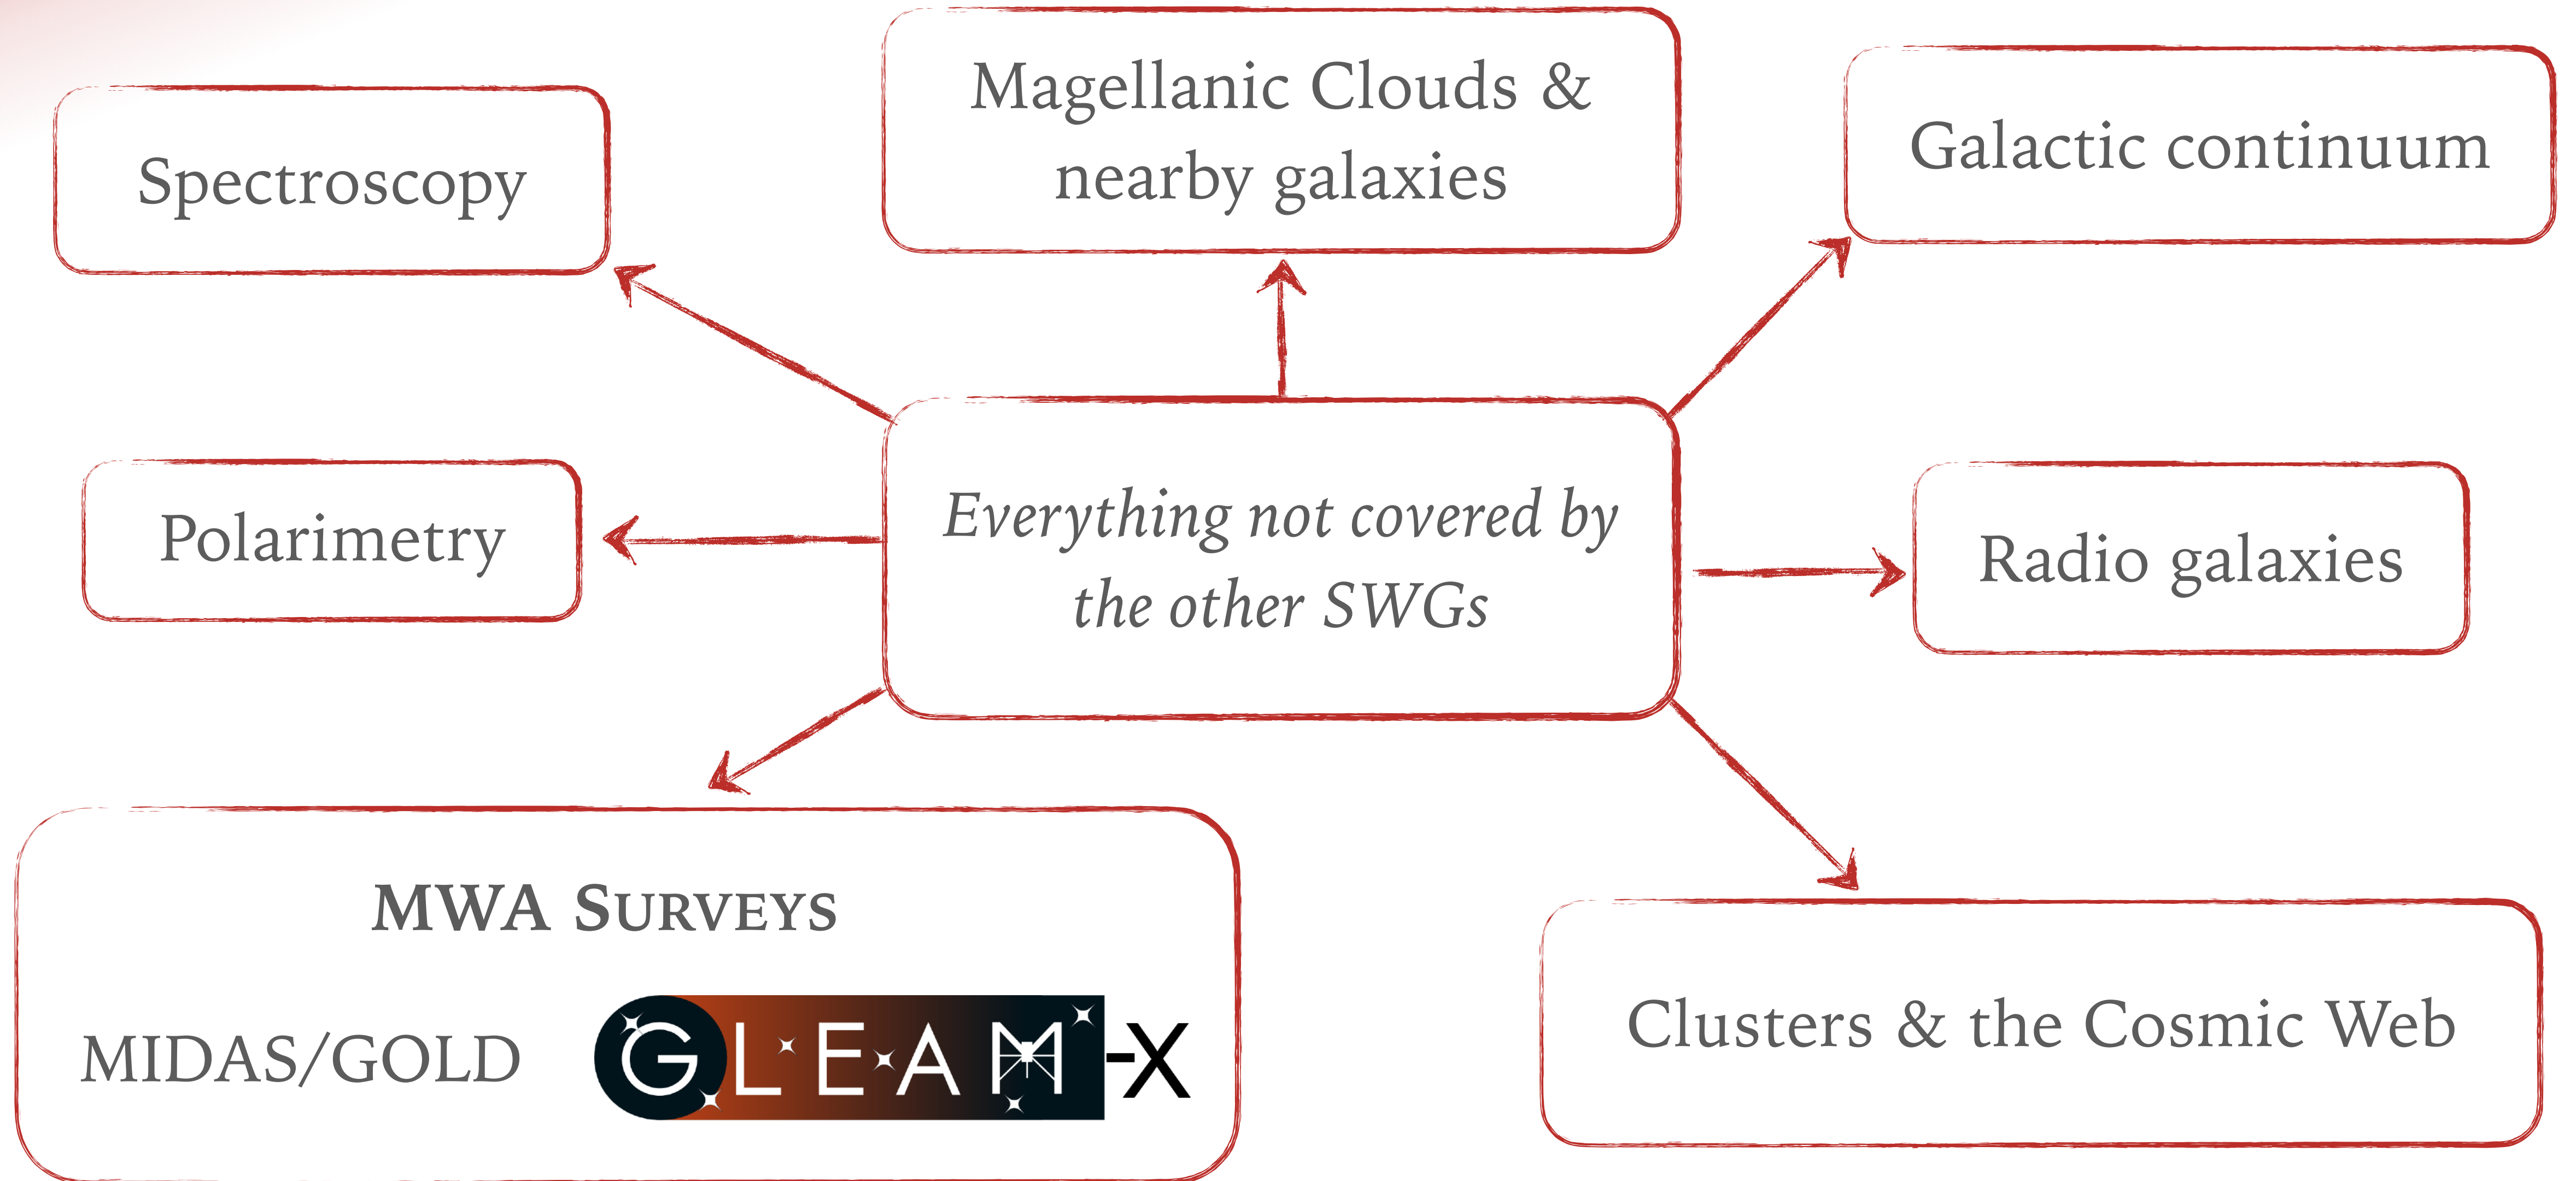 Spectroscopy
Magellanic Clouds &
nearby galaxies
Galactic continuum
Polarimetry
Everything not covered by
the other SWGs
Radio galaxies
MWA SURVEYS
MIDAS/GOLD
GLEAM-X
Clusters & the Cosmic Web